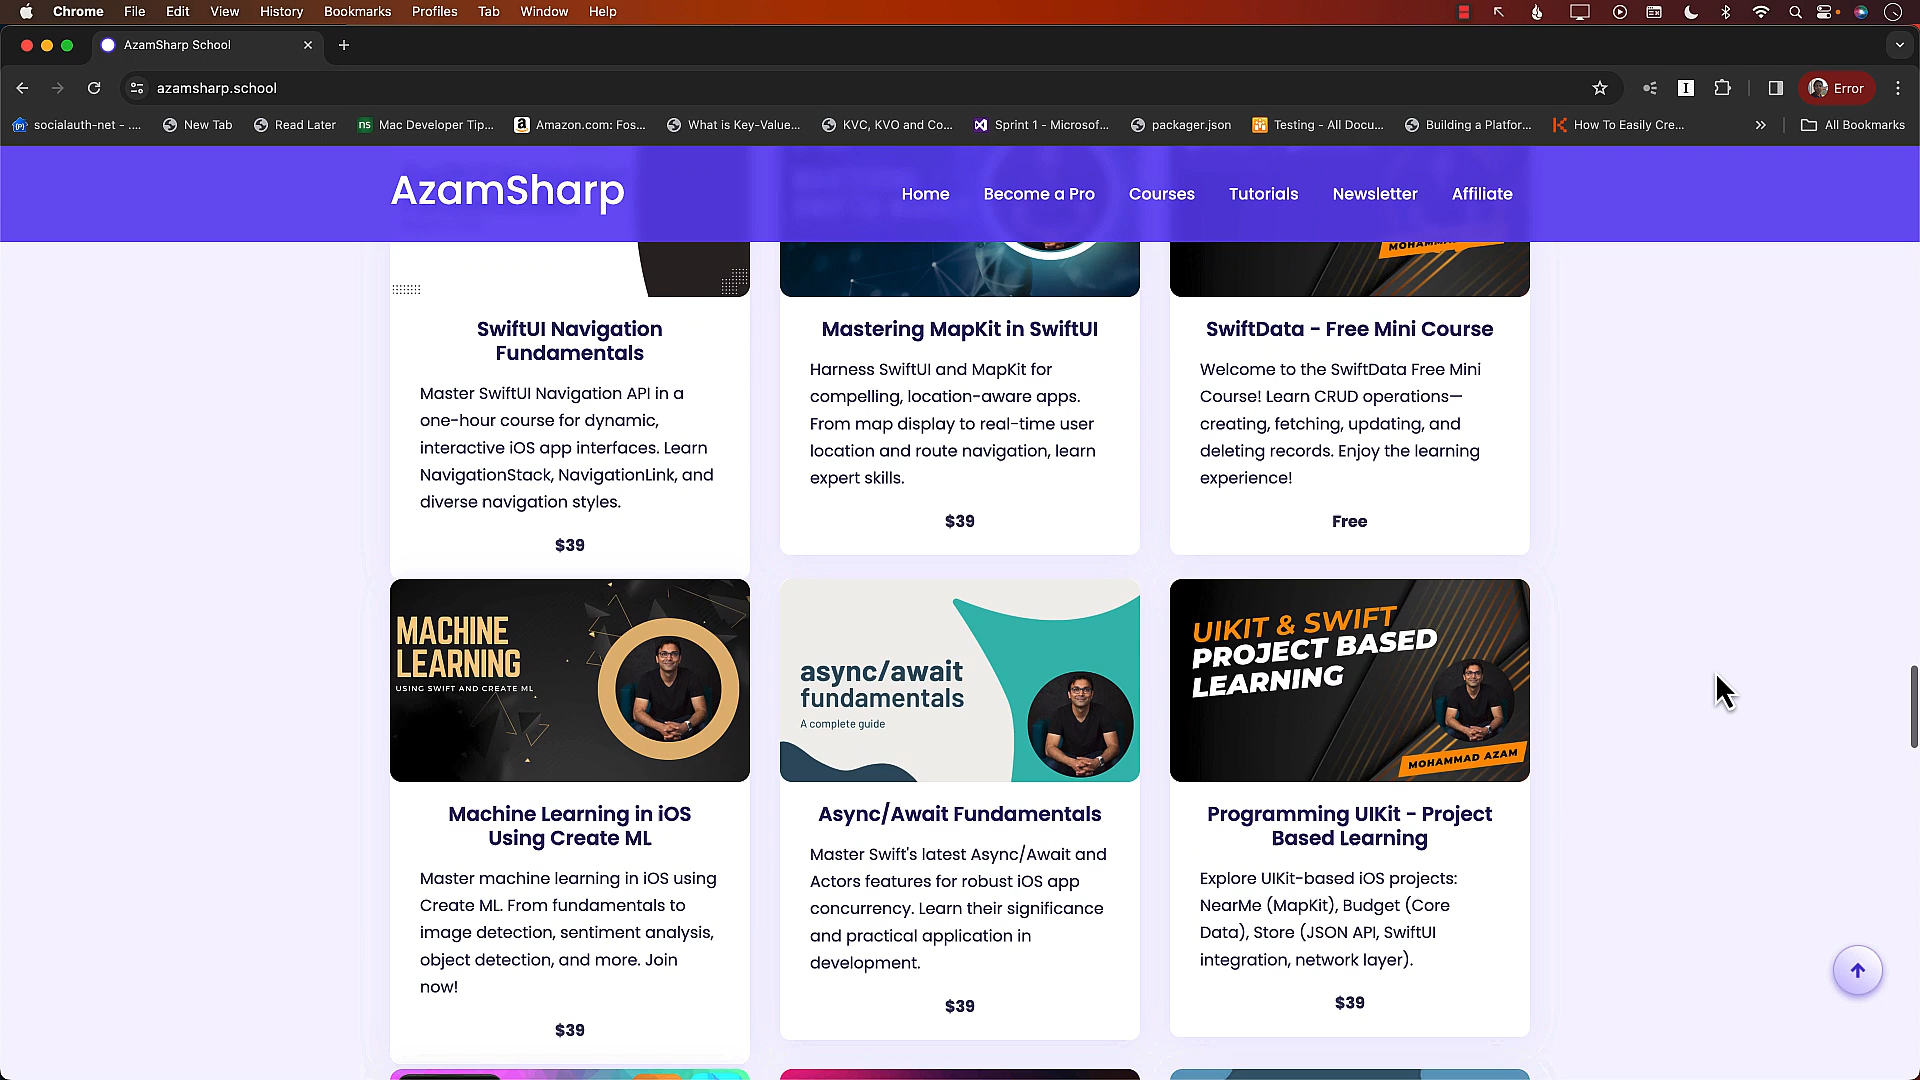 Chrome File Edit View History Bookmarks Profiles Tab Window Help
AzamSharp School
azamsharp.school
Error
socialauth-net - .... New Tab Read Later Mac Developer Tip... Amazon.com: Fos... What is Key-Value... KVC, KVO and Co... Sprint 1 - Microsof... packager.json Testing - All Docu... Building a Platfor... How To Easily Cre... All Bookmarks
AzamSharp
Home Become a Pro Courses Tutorials Newsletter Affiliate
SwiftUI Navigation
Fundamentals
Master SwiftUI Navigation API in a
one-hour course for dynamic,
interactive iOS app interfaces. Learn
NavigationStack, NavigationLink, and
diverse navigation styles.
$39
Mastering MapKit in SwiftUI
Harness SwiftUI and MapKit for
compelling, location-aware apps.
From map display to real-time user
location and route navigation, learn
expert skills.
$39
SwiftData - Free Mini Course
Welcome to the SwiftData Free Mini
Course! Learn CRUD operations—
creating, fetching, updating, and
deleting records. Enjoy the learning
experience!
Free
MACHINE
LEARNING
USING SWIFT AND CREATE ML
Machine Learning in iOS
Using Create ML
Master machine learning in iOS using
Create ML. From fundamentals to
image detection, sentiment analysis,
object detection, and more. Join
now!
$39
async/await
fundamentals
A complete guide
Async/Await Fundamentals
Master Swift's latest Async/Await and
Actors features for robust iOS app
concurrency. Learn their significance
and practical application in
development.
$39
UIKIT & SWIFT
PROJECT BASED
LEARNING
MOHAMMAD AZAM
Programming UIKit - Project
Based Learning
Explore UIKit-based iOS projects:
NearMe (MapKit), Budget (Core
Data), Store (JSON API, SwiftUI
integration, network layer).
$39